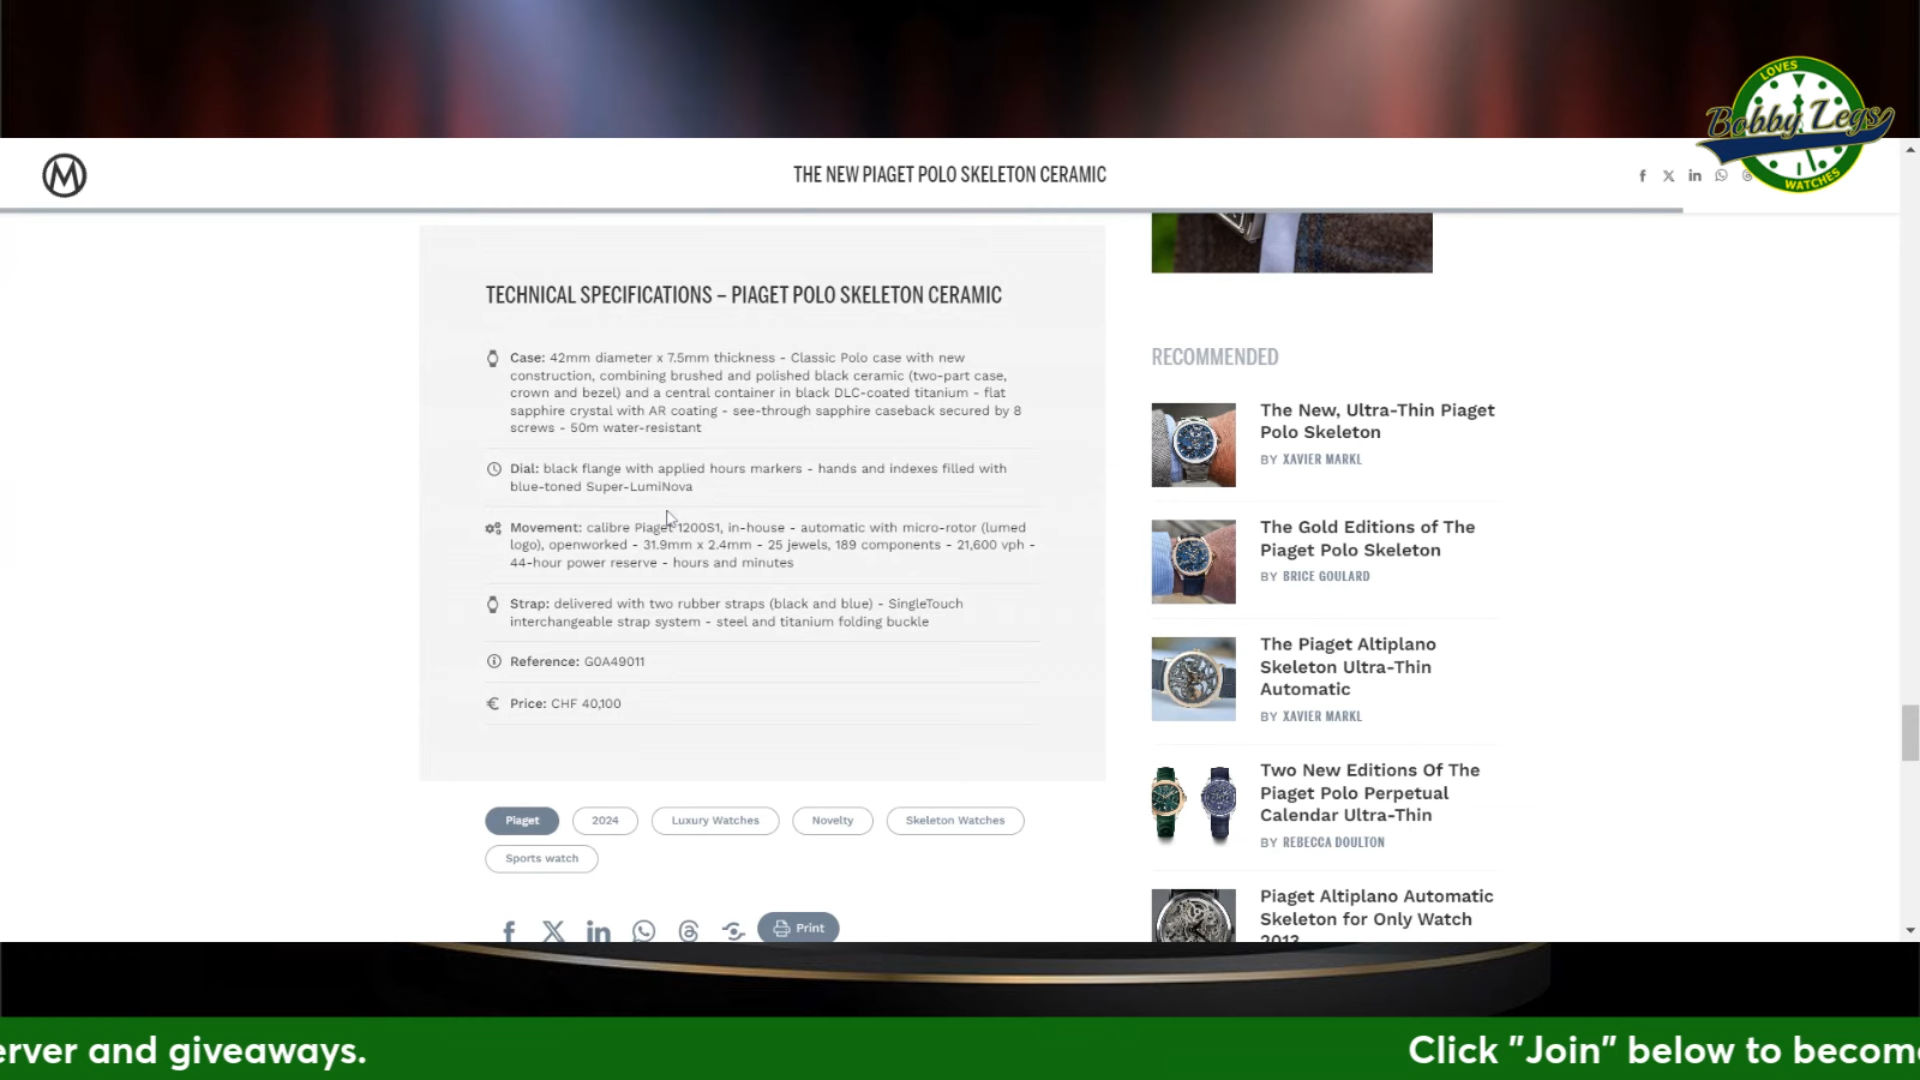 LOVES
Bobby Legs
WATCHES
THE NEW PIAGET POLO SKELETON CERAMIC
TECHNICAL SPECIFICATIONS – PIAGET POLO SKELETON CERAMIC
Case: 42mm diameter x 7.5mm thickness - Classic Polo case with new
construction, combining brushed and polished black ceramic (two-part case,
crown and bezel) and a central container in black DLC-coated titanium - flat
sapphire crystal with AR coating - see-through sapphire caseback secured by 8
screws - 50m water-resistant
Dial: black flange with applied hours markers - hands and indexes filled with
blue-toned Super-LumiNova
Movement: calibre Piaget 1200S1, in-house - automatic with micro-rotor (lumed
logo), openworked - 31.9mm x 2.4mm - 25 jewels, 189 components - 21,600 vph -
44-hour power reserve - hours and minutes
Strap: delivered with two rubber straps (black and blue) - SingleTouch
interchangeable strap system - steel and titanium folding buckle
Reference: G0A49011
Price: CHF 40,100
Piaget
2024
Luxury Watches
Novelty
Skeleton Watches
Sports watch
Print
RECOMMENDED
The New, Ultra-Thin Piaget
Polo Skeleton
BY XAVIER MARKL
The Gold Editions of The
Piaget Polo Skeleton
BY BRICE GOULARD
The Piaget Altiplano
Skeleton Ultra-Thin
Automatic
BY XAVIER MARKL
Two New Editions Of The
Piaget Polo Perpetual
Calendar Ultra-Thin
BY REBECCA DOULTON
Piaget Altiplano Automatic
Skeleton for Only Watch
2013
erver and giveaways.
Click "Join" below to becom